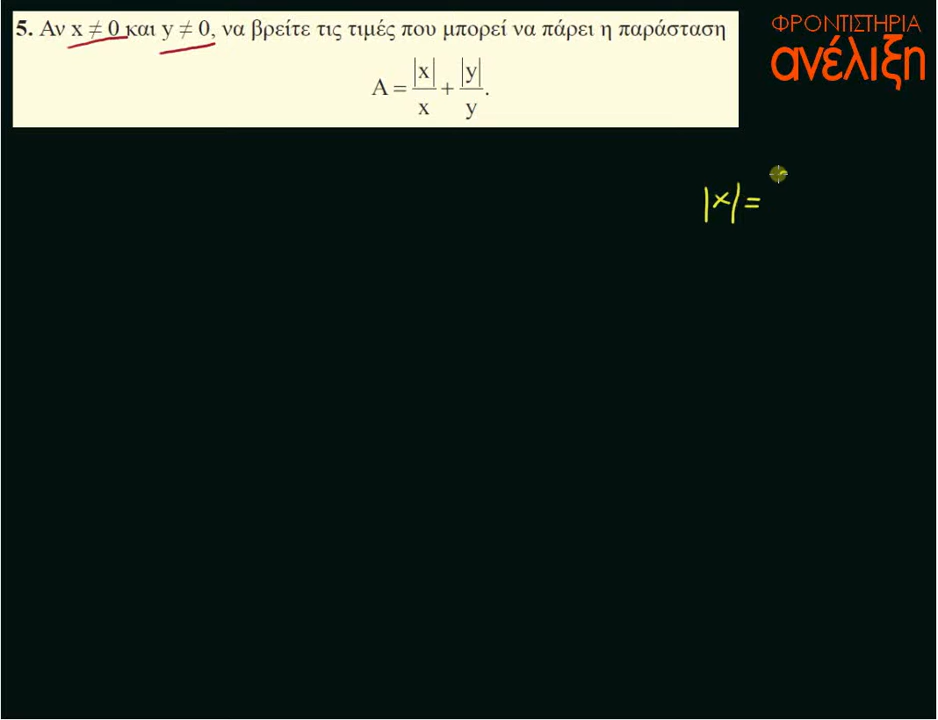 5. Αν x ≠ 0 και y ≠ 0, να βρείτε τις τιμές που μπορεί να πάρει η παράσταση
A = |x|/x + |y|/y.
ΦΡΟΝΤΙΣΤΗΡΙΑ
ανέλιξη
|x| =